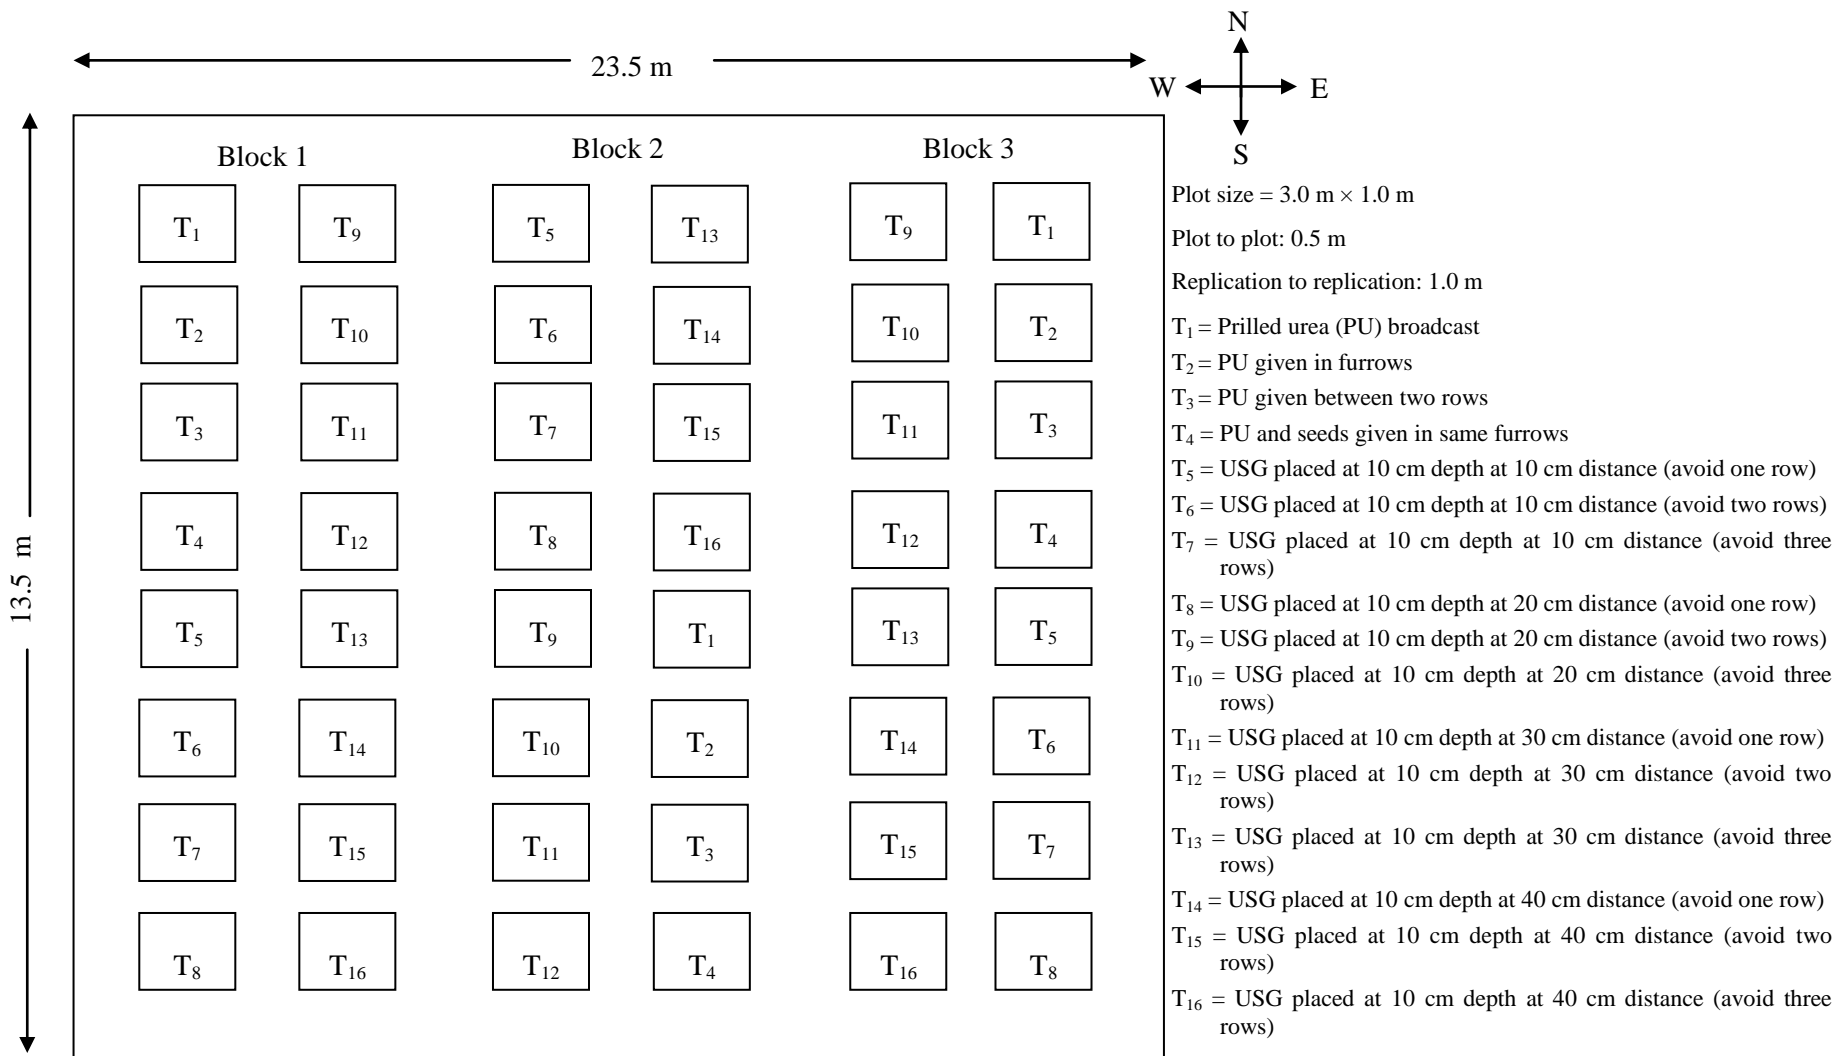 N
23.5 m
W E
S
13.5 m
Block 1 Block 2 Block 3
T1 T9 T5 T13 T9 T1
T2 T10 T6 T14 T10 T2
T3 T11 T7 T15 T11 T3
T4 T12 T8 T16 T12 T4
T5 T13 T9 T1 T13 T5
T6 T14 T10 T2 T14 T6
T7 T15 T11 T3 T15 T7
T8 T16 T12 T4 T16 T8
Plot size = 3.0 m × 1.0 m
Plot to plot: 0.5 m
Replication to replication: 1.0 m
T1 = Prilled urea (PU) broadcast
T2 = PU given in furrows
T3 = PU given between two rows
T4 = PU and seeds given in same furrows
T5 = USG placed at 10 cm depth at 10 cm distance (avoid one row)
T6 = USG placed at 10 cm depth at 10 cm distance (avoid two rows)
T7 = USG placed at 10 cm depth at 10 cm distance (avoid three
rows)
T8 = USG placed at 10 cm depth at 20 cm distance (avoid one row)
T9 = USG placed at 10 cm depth at 20 cm distance (avoid two rows)
T10 = USG placed at 10 cm depth at 20 cm distance (avoid three
rows)
T11 = USG placed at 10 cm depth at 30 cm distance (avoid one row)
T12 = USG placed at 10 cm depth at 30 cm distance (avoid two
rows)
T13 = USG placed at 10 cm depth at 30 cm distance (avoid three
rows)
T14 = USG placed at 10 cm depth at 40 cm distance (avoid one row)
T15 = USG placed at 10 cm depth at 40 cm distance (avoid two
rows)
T16 = USG placed at 10 cm depth at 40 cm distance (avoid three
rows)